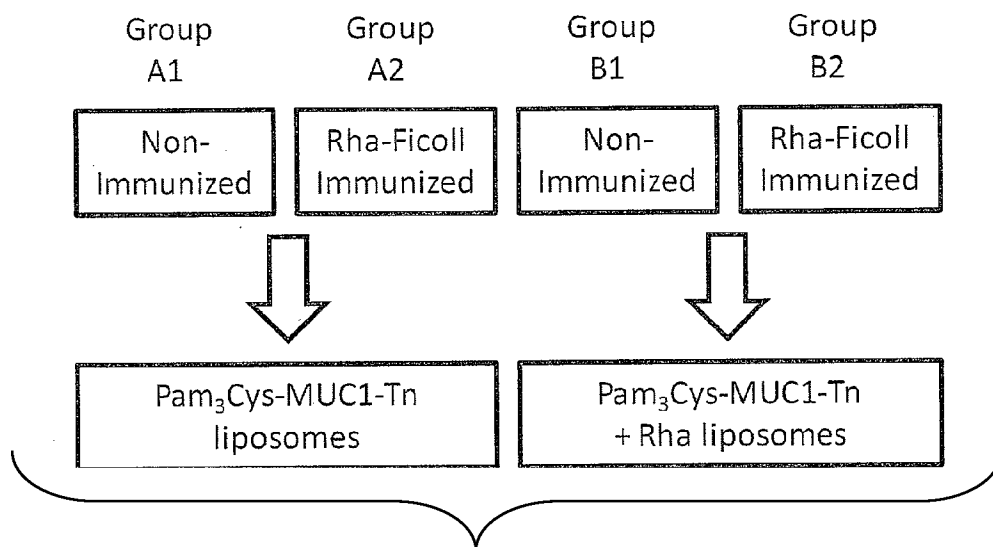 Group A1
Group A2
Group B1
Group B2
Non-
Immunized
Rha-Ficoll
Immunized
Non-
Immunized
Rha-Ficoll
Immunized
Pam₃Cys-MUC1-Tn
liposomes
Pam₃Cys-MUC1-Tn
+ Rha liposomes